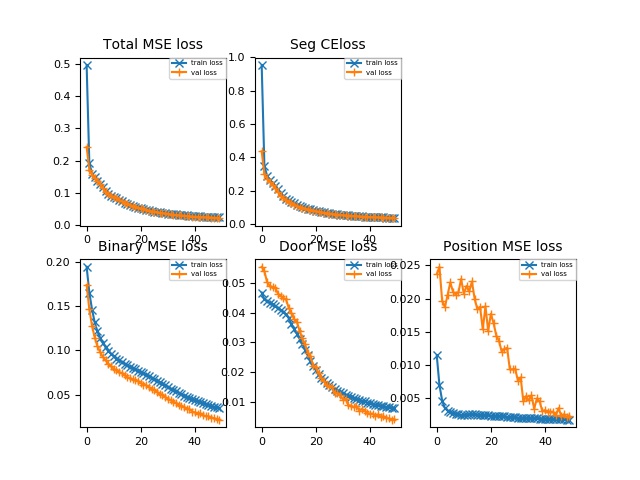 Total MSE loss
Seg CEloss
0.5
0.4
0.3
0.2
0.1
0.0
0 20 40
train loss
val loss
1.0
0.8
0.6
0.4
0.2
0.0
0 20 40
train loss
val loss
Binary MSE loss
Door MSE loss
Position MSE loss
0.20
0.15
0.10
0.05
0 20 40
train loss
val loss
0.05
0.04
0.03
0.02
0.01
0 20 40
train loss
val loss
0.025
0.020
0.015
0.010
0.005
0 20 40
train loss
val loss